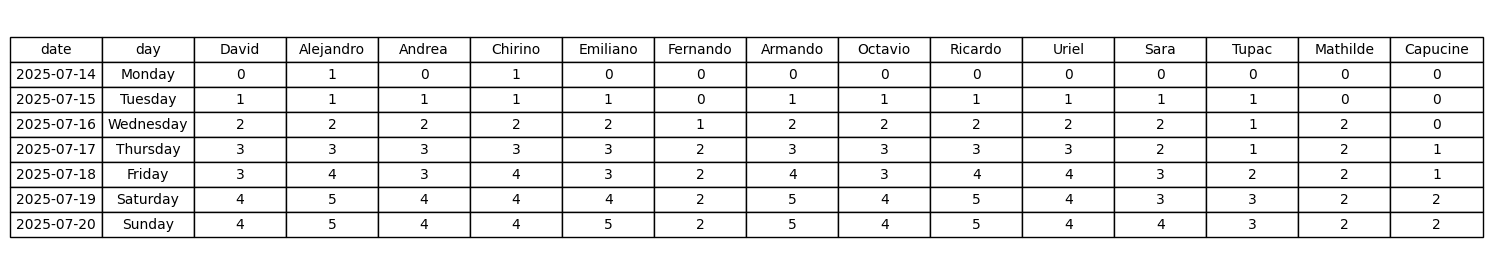 date day David Alejandro Andrea Chirino Emiliano Fernando Armando Octavio Ricardo Uriel Sara Tupac Mathilde Capucine
2025-07-14 Monday 0 1 0 1 0 0 0 0 0 0 0 0 0 0
2025-07-15 Tuesday 1 1 1 1 1 0 1 1 1 1 1 1 0 0
2025-07-16 Wednesday 2 2 2 2 2 1 2 2 2 2 2 1 2 0
2025-07-17 Thursday 3 3 3 3 3 2 3 3 3 3 2 1 2 1
2025-07-18 Friday 3 4 3 4 3 2 4 3 4 4 3 2 2 1
2025-07-19 Saturday 4 5 4 4 4 2 5 4 5 4 3 3 2 2
2025-07-20 Sunday 4 5 4 4 5 2 5 4 5 4 4 3 2 2